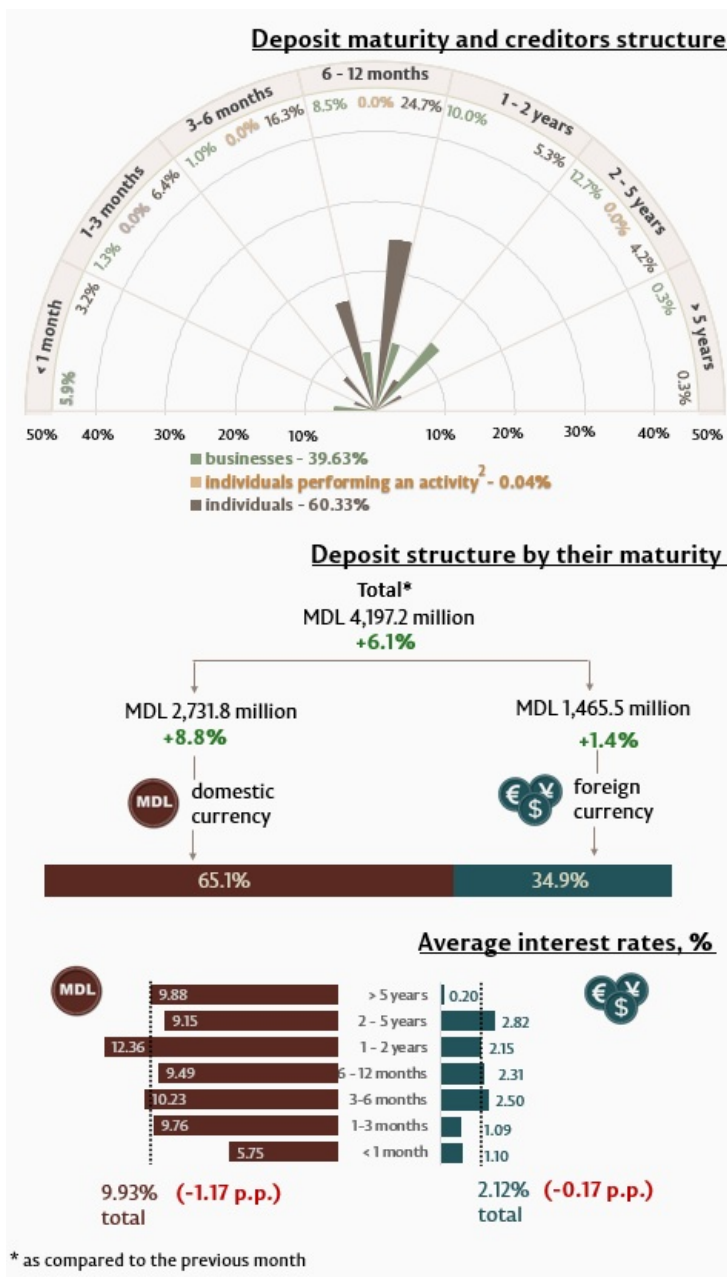 Deposit maturity and creditors structure
< 1 month
1-3 months
3-6 months
6 - 12 months
1 - 2 years
2 - 5 years
> 5 years
5.9%
3.2%
1.3%
0.0%
6.4%
1.0%
0.0%
16.3%
8.5%
0.0%
24.7%
10.0%
5.3%
12.7%
0.0%
4.2%
0.3%
0.3%
50% 40% 30% 20% 10% 10% 20% 30% 40% 50%
businesses - 39.63%
individuals performing an activity2 - 0.04%
individuals - 60.33%
Deposit structure by their maturity
Total*
MDL 4,197.2 million
+6.1%
MDL 2,731.8 million
+8.8%
MDL 1,465.5 million
+1.4%
MDL
domestic
currency
€ ¥ $
foreign
currency
65.1% 34.9%
Average interest rates, %
MDL
€ ¥ $
9.88 > 5 years 0.20
9.15 2 - 5 years 2.82
12.36 1 - 2 years 2.15
9.49 6 - 12 months 2.31
10.23 3-6 months 2.50
9.76 1-3 months 1.09
5.75 < 1 month 1.10
9.93% (-1.17 p.p.)
total
2.12% (-0.17 p.p.)
total
* as compared to the previous month